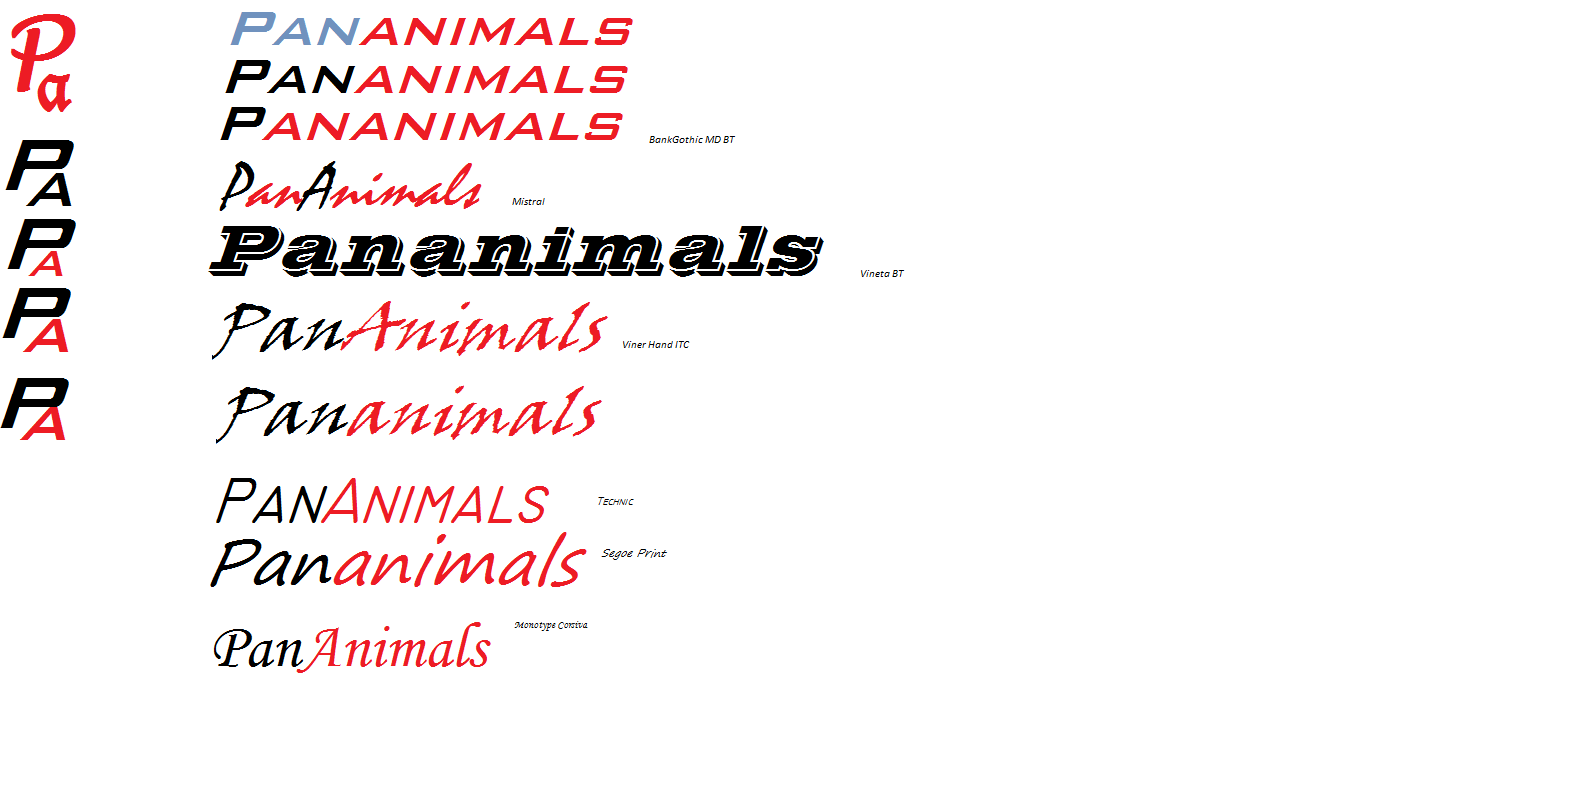 Pa
PA
PA
PA
PA
PANANIMALS
PANANIMALS
PANANIMALS
BankGothic MD BT
PanAnimals
Mistral
Pananimals
Vineta BT
PanAnimals
Viner Hand ITC
Pananimals
PANANIMALS
TECHNIC
Pananimals
Segoe Print
PanAnimals
Monotype Corsiva